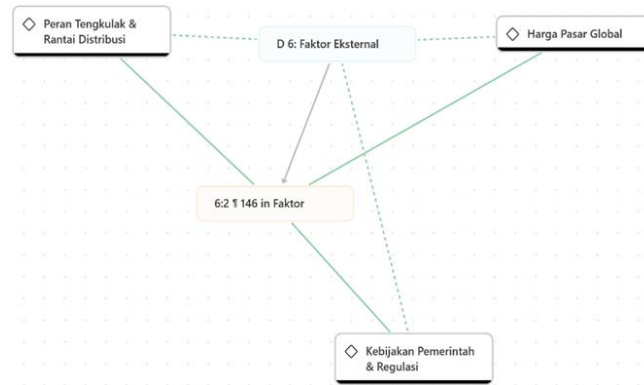 Peran Tengkulak &
Rantai Distribusi
D 6: Faktor Eksternal
Harga Pasar Global
6:2 ¶ 146 in Faktor
Kebijakan Pemerintah
& Regulasi